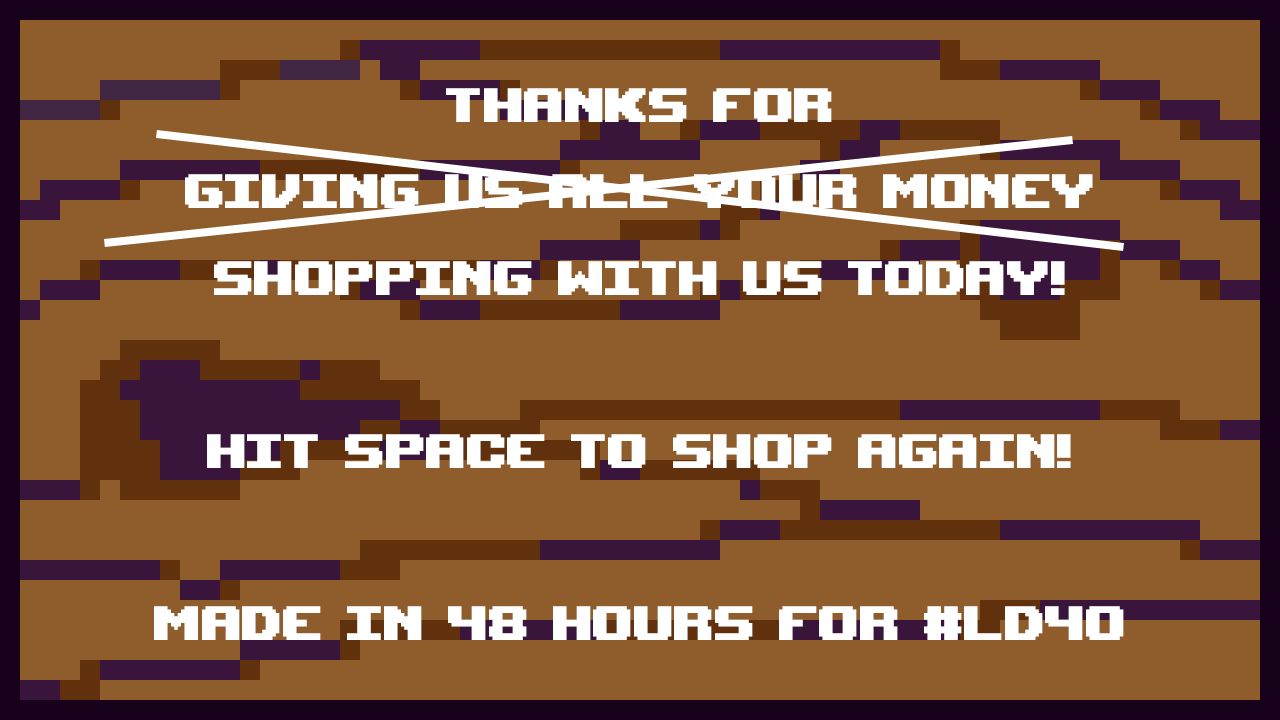 THANKS FOR
GIVING US ALL YOUR MONEY
SHOPPING WITH US TODAY!
HIT SPACE TO SHOP AGAIN!
MADE IN 48 HOURS FOR #LD40